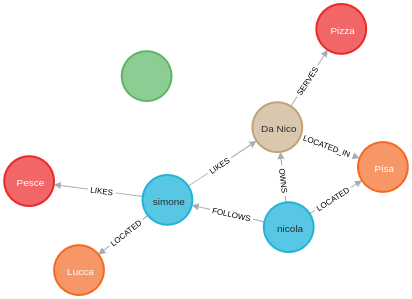 Pizza
SERVES
Da Nico
LOCATED_IN
LIKES
Pisa
OWNS
Pesce
LIKES
simone
LOCATED
FOLLOWS
nicola
LOCATED
Lucca